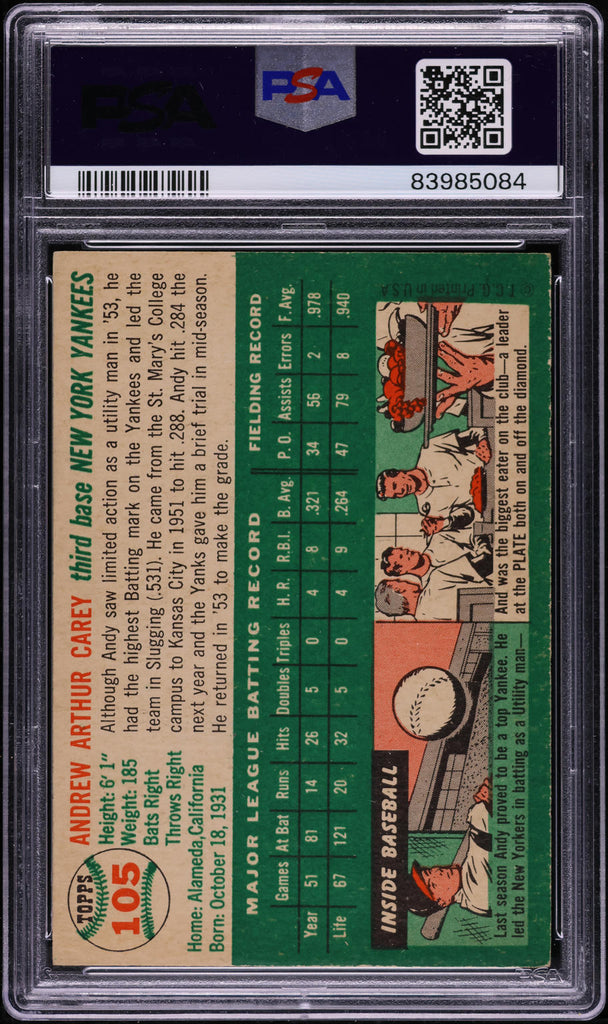 PSA
PSA
83985084
TOPPS
105
ANDREW ARTHUR CAREY third base NEW YORK YANKEES
Height: 6' 1"
Weight: 185
Bats Right
Throws Right
Home: Alameda, California
Born: October 18, 1931
Although Andy saw limited action as a utility man in '53, he
had the highest Batting mark on the Yankees and led the
team in Slugging (.531). He came from the St. Mary's College
campus to Kansas City in 1951 to hit .288. Andy hit .284 the
next year and the Yanks gave him a brief trial in mid-season.
He returned in '53 to make the grade.
MAJOR LEAGUE BATTING RECORD FIELDING RECORD
Games At Bat Runs Hits Doubles Triples H. R. R.B.I. B. Avg. P. O. Assists Errors F. Avg.
Year 51 81 14 26 5 0 4 8 .321 34 56 2 .978
Life 67 121 20 32 5 0 4 9 .264 47 79 8 .940
INSIDE BASEBALL
Last season Andy proved to be a top Yankee. He
led the New Yorkers in batting as a Utility man—
And was the biggest eater on the club—a leader
at the PLATE both on and off the diamond.
© T.C.G. Printed in U.S.A
PSA